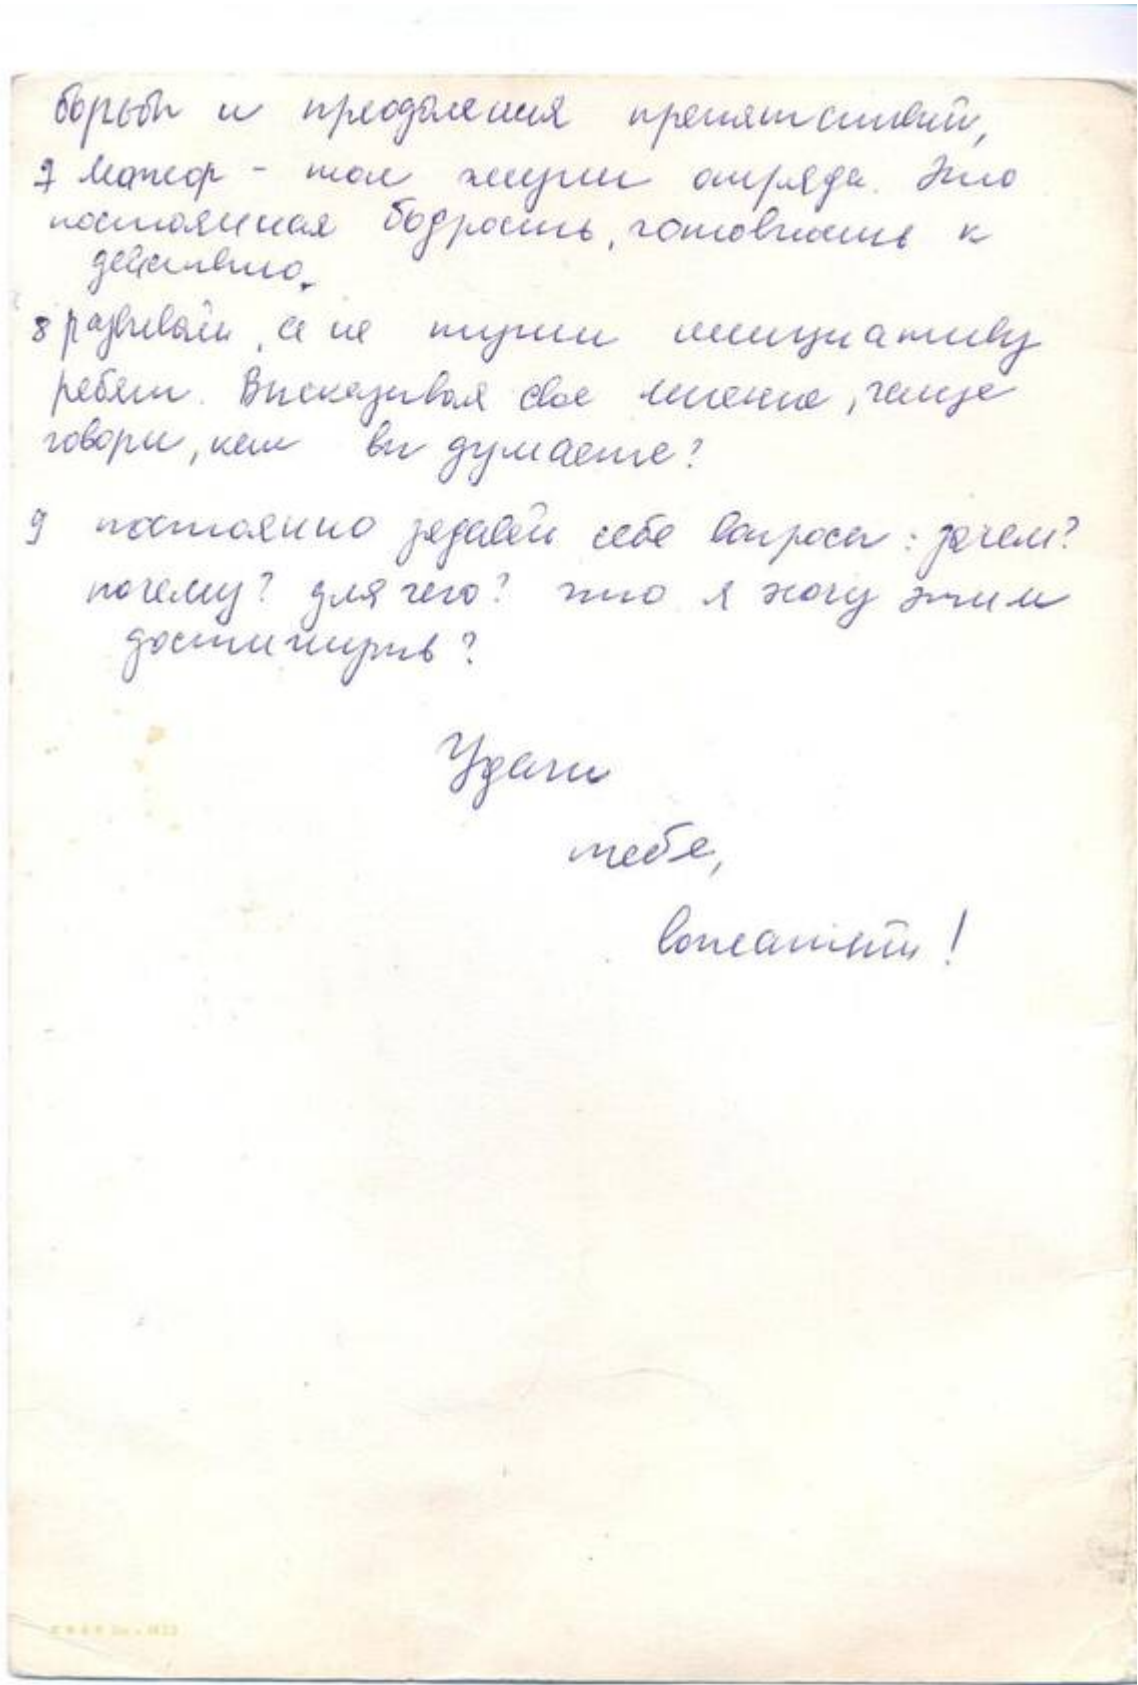 борьбы и преодоления препятствий,
7 Мажор - тон жизни отряда. Это
постоянная бодрость, готовность к
действию.
8 развивай, а не туши инициативу
ребят. Высказывая свое мнение, чаще
говори, как вы думаете?
9 постоянно задавай себе вопросы: зачем?
почему? для чего? что я хочу этим
достигнуть?
Удачи
тебе,
вожатый!